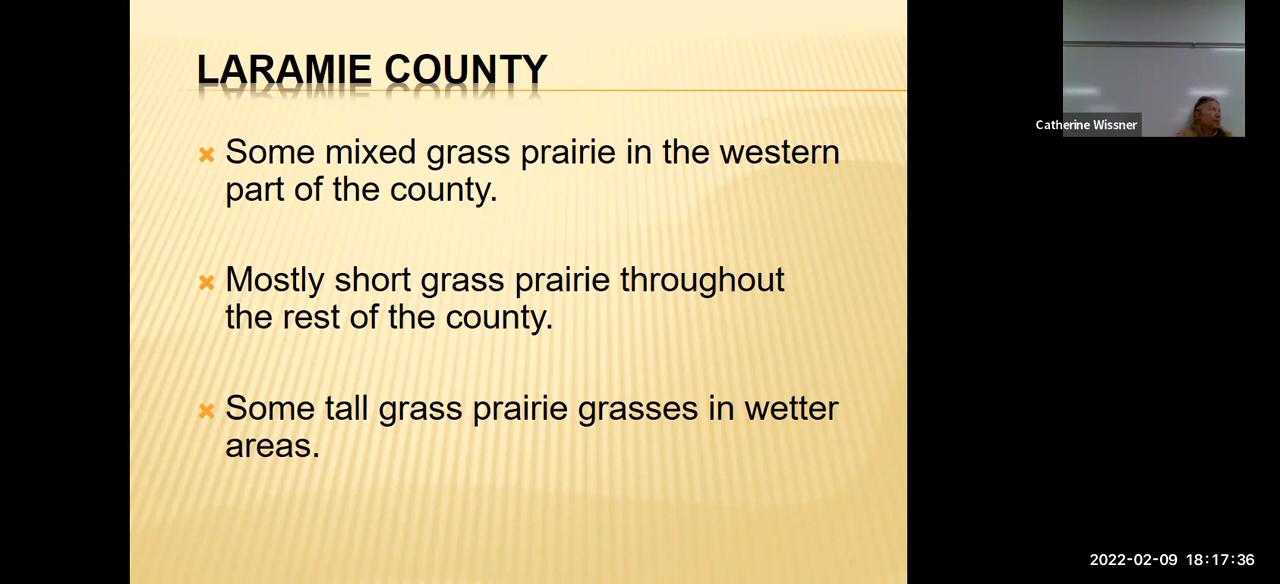 LARAMIE COUNTY
Some mixed grass prairie in the western
part of the county.
Mostly short grass prairie throughout
the rest of the county.
Some tall grass prairie grasses in wetter
areas.
Catherine Wissner
2022-02-09 18:17:36